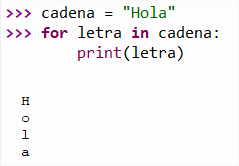 >>> cadena = "Hola"
>>> for letra in cadena:
        print(letra)
H
o
l
a